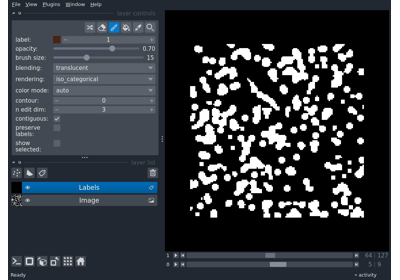 File View Plugins Window Help
layer controls
label: 1
opacity: 0.70
brush size: 15
blending: translucent
rendering: iso_categorical
color mode: auto
contour: 0
n edit dim: 3
contiguous:
preserve labels:
show selected:
layer list
Labels
Image
1 64 127
0 5 9
Ready
activity